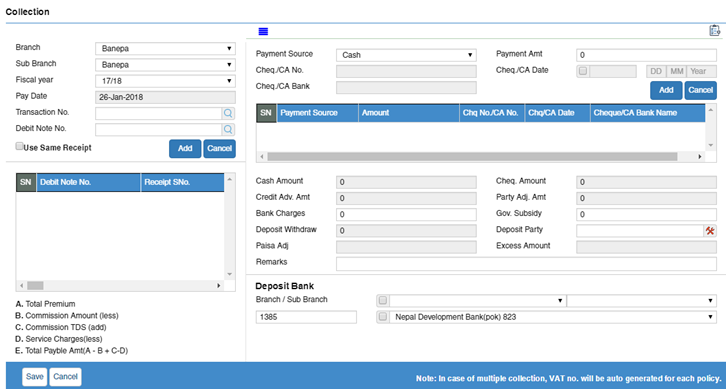 Collection
Branch Banepa
Sub Branch Banepa
Fiscal year 17/18
Pay Date 26-Jan-2018
Transaction No.
Debit Note No.
Use Same Receipt Add Cancel
SN Debit Note No. Receipt SNo.
A. Total Premium
B. Commission Amount (less)
C. Commission TDS (add)
D. Service Charges(less)
E. Total Payble Amt(A - B + C-D)
Payment Source Cash Payment Amt 0
Cheq./CA No. Cheq./CA Date DD MM Year
Cheq./CA Bank Add Cancel
SN Payment Source Amount Chq No./CA No. Chq/CA Date Cheque/CA Bank Name
Cash Amount 0 Cheq. Amount 0
Credit Adv. Amt 0 Party Adj. Amt 0
Bank Charges 0 Gov. Subsidy 0
Deposit Withdraw 0 Deposit Party
Paisa Adj Excess Amount
Remarks
Deposit Bank
Branch / Sub Branch
1385 Nepal Development Bank(pok) 823
Save Cancel Note: In case of multiple collection, VAT no. will be auto generated for each policy.